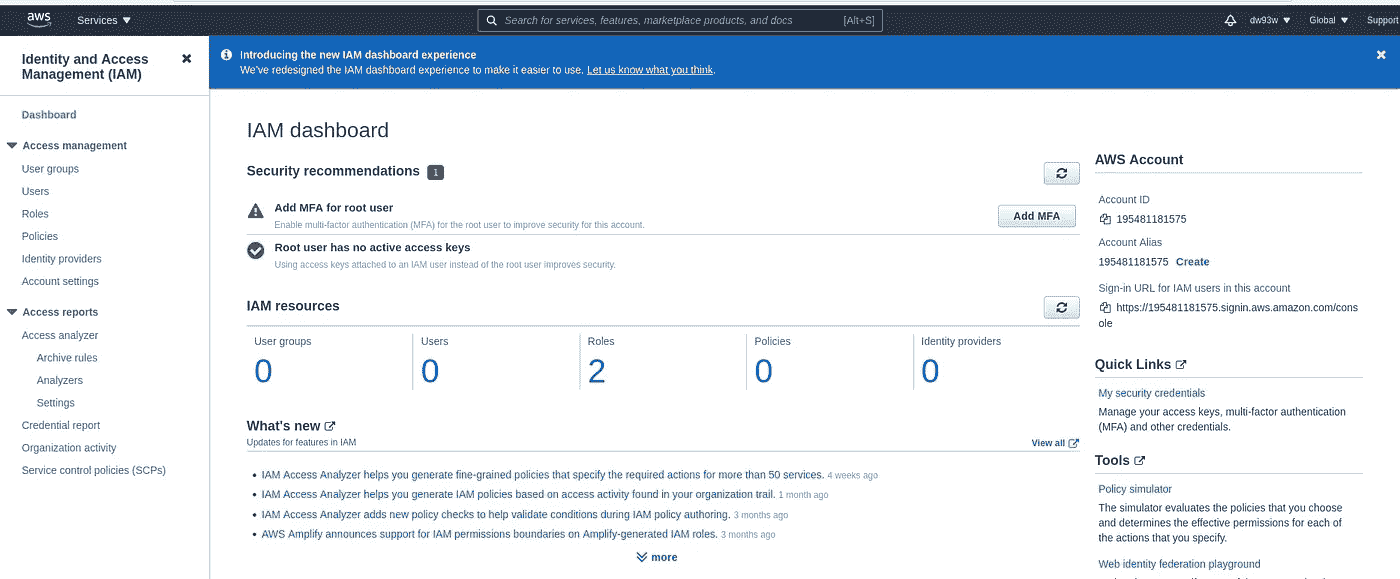 aws
Services
Search for services, features, marketplace products, and docs
[Alt+S]
dw93w
Global
Support
Identity and Access
Management (IAM)
Dashboard
Access management
User groups
Users
Roles
Policies
Identity providers
Account settings
Access reports
Access analyzer
Archive rules
Analyzers
Settings
Credential report
Organization activity
Service control policies (SCPs)
Introducing the new IAM dashboard experience
We've redesigned the IAM dashboard experience to make it easier to use. Let us know what you think.
IAM dashboard
Security recommendations 1
Add MFA for root user
Enable multi-factor authentication (MFA) for the root user to improve security for this account.
Add MFA
Root user has no active access keys
Using access keys attached to an IAM user instead of the root user improves security.
IAM resources
User groups
0
Users
0
Roles
2
Policies
0
Identity providers
0
What's new
Updates for features in IAM
View all
IAM Access Analyzer helps you generate fine-grained policies that specify the required actions for more than 50 services. 4 weeks ago
IAM Access Analyzer helps you generate IAM policies based on access activity found in your organization trail. 1 month ago
IAM Access Analyzer adds new policy checks to help validate conditions during IAM policy authoring. 3 months ago
AWS Amplify announces support for IAM permissions boundaries on Amplify-generated IAM roles. 3 months ago
more
AWS Account
Account ID
195481181575
Account Alias
195481181575 Create
Sign-in URL for IAM users in this account
https://195481181575.signin.aws.amazon.com/cons
ole
Quick Links
My security credentials
Manage your access keys, multi-factor authentication
(MFA) and other credentials.
Tools
Policy simulator
The simulator evaluates the policies that you choose
and determines the effective permissions for each of
the actions that you specify.
Web identity federation playground